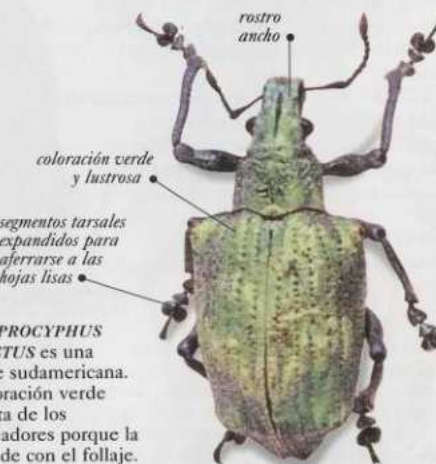 rostro
ancho
coloración verde
y lustrosa
segmentos tarsales
expandidos para
aferrarse a las
hojas lisas
PROCYPHUS
TUS es una
e sudamericana.
oración verde
ta de los
adores porque la
de con el follaje.